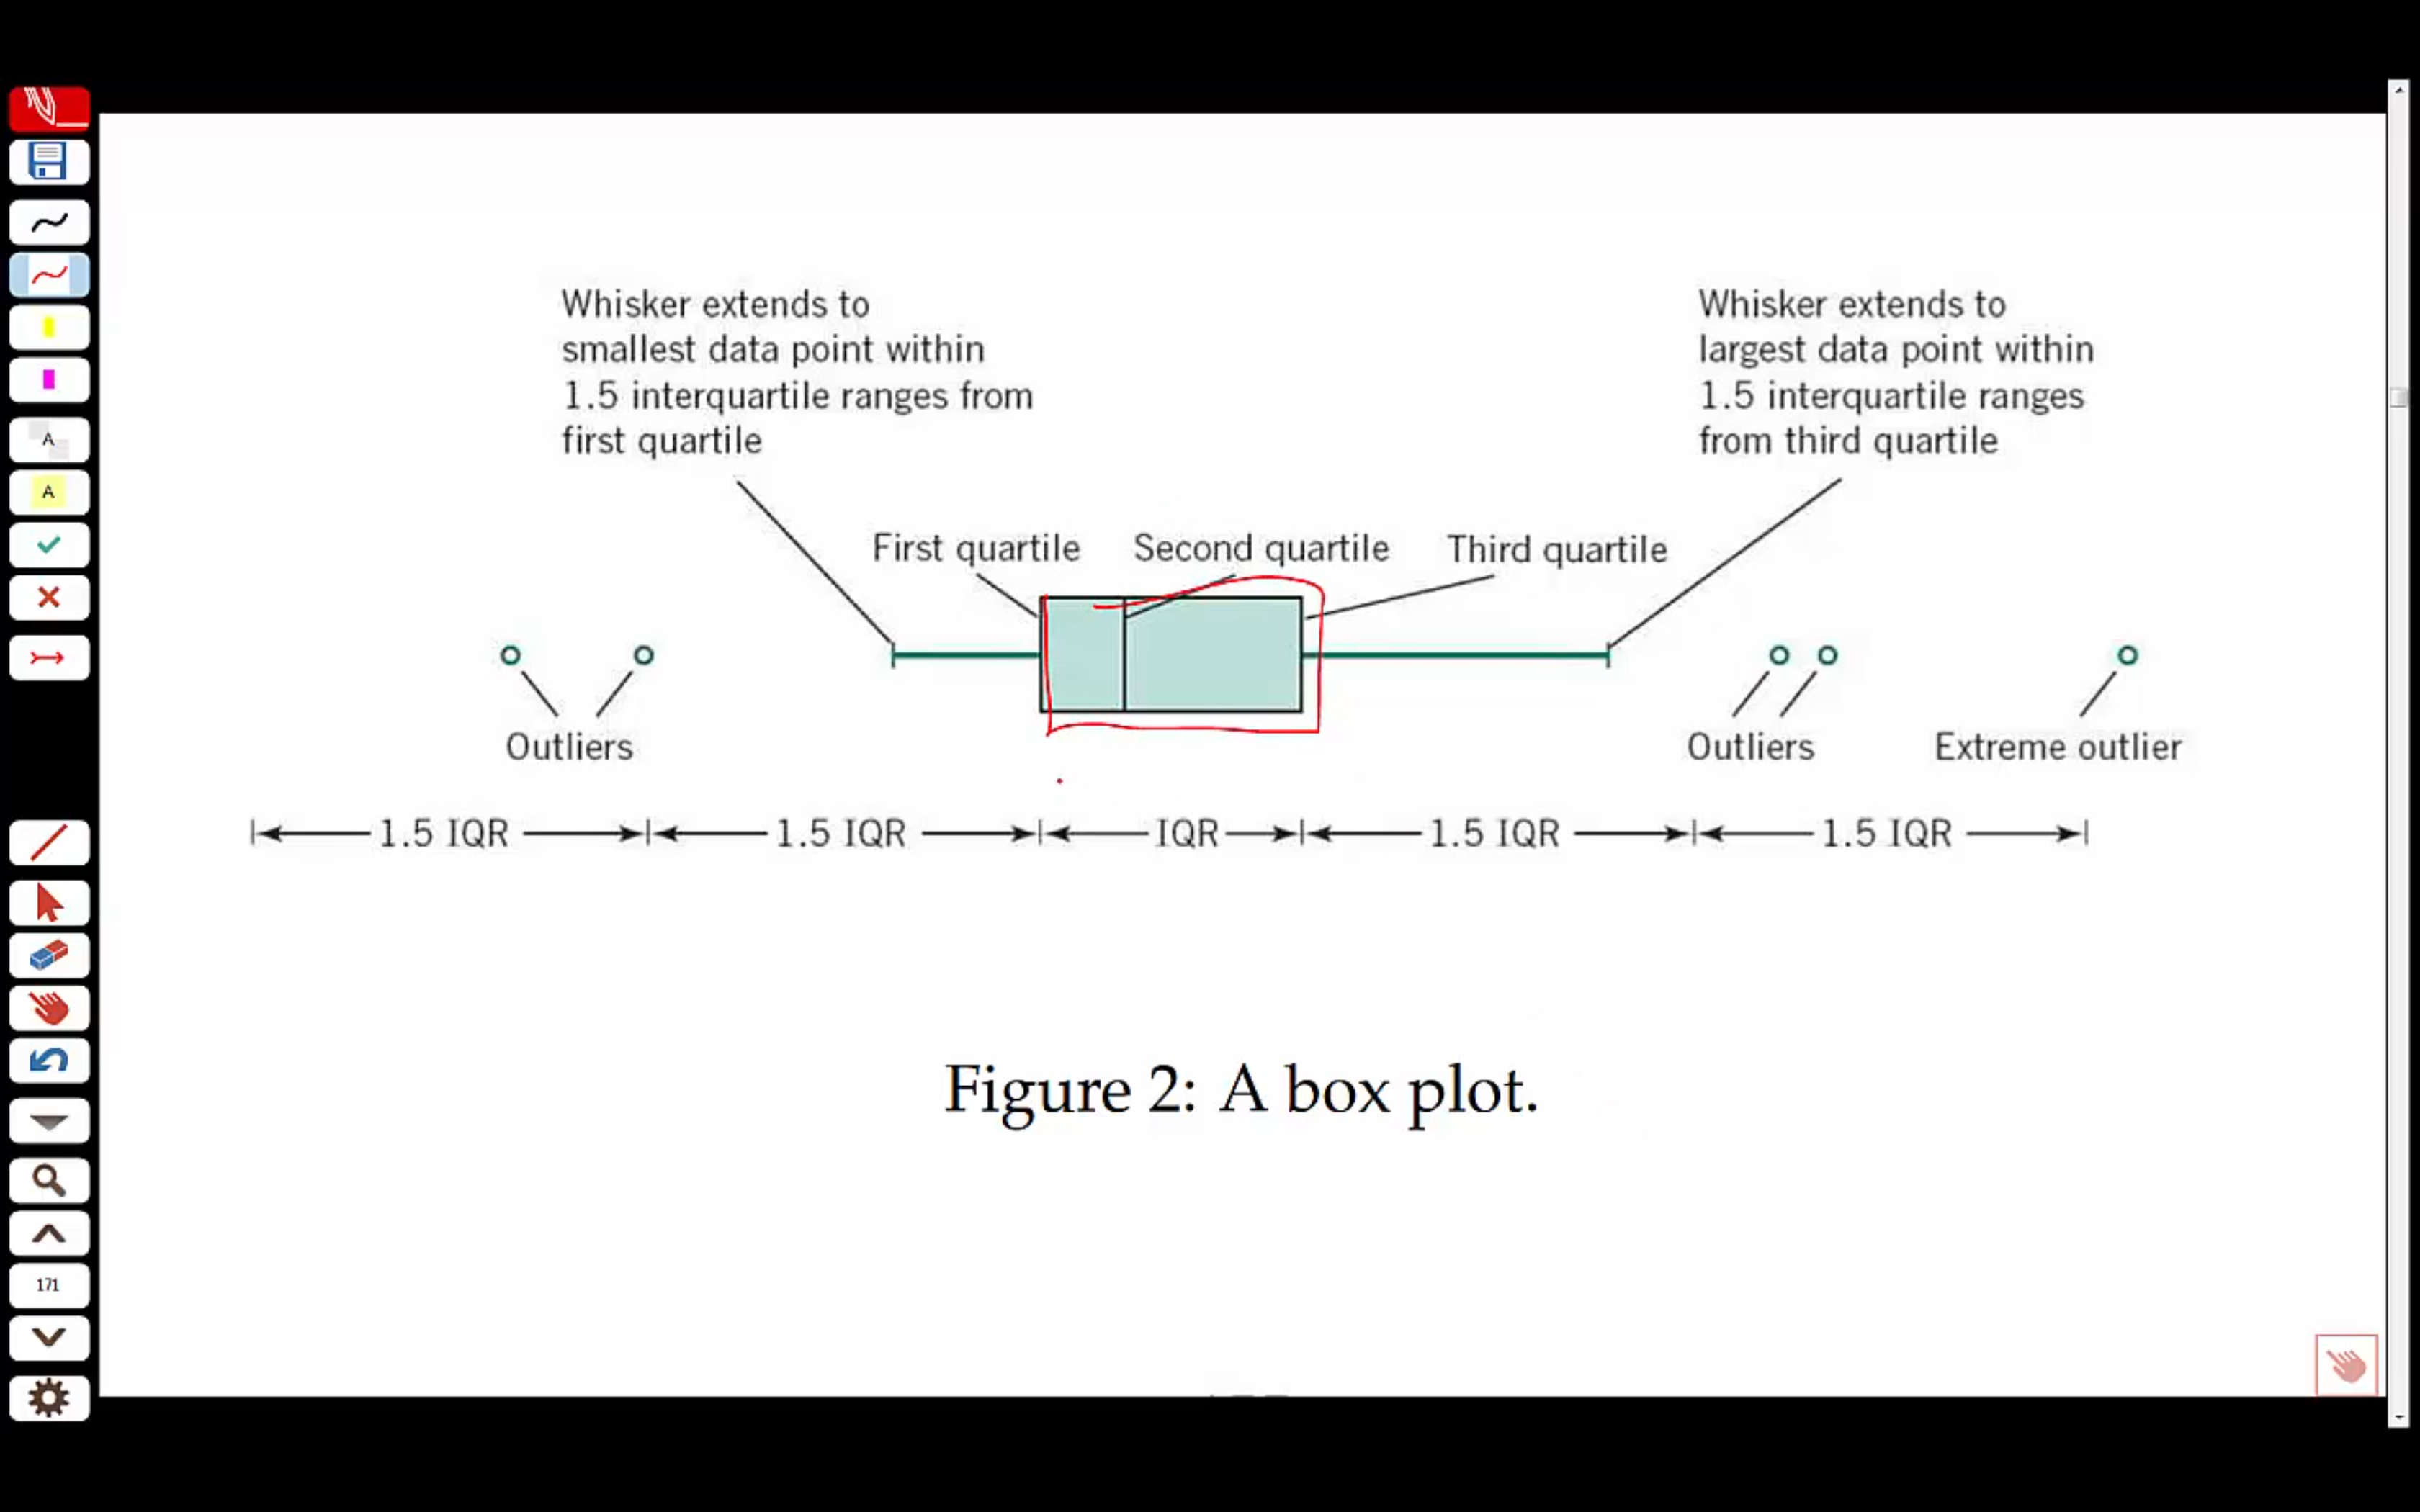 Whisker extends to
smallest data point within
1.5 interquartile ranges from
first quartile
Whisker extends to
largest data point within
1.5 interquartile ranges
from third quartile
First quartile
Second quartile
Third quartile
Outliers
Outliers
Extreme outlier
1.5 IQR
1.5 IQR
IQR
1.5 IQR
1.5 IQR
Figure 2: A box plot.
A
A
171